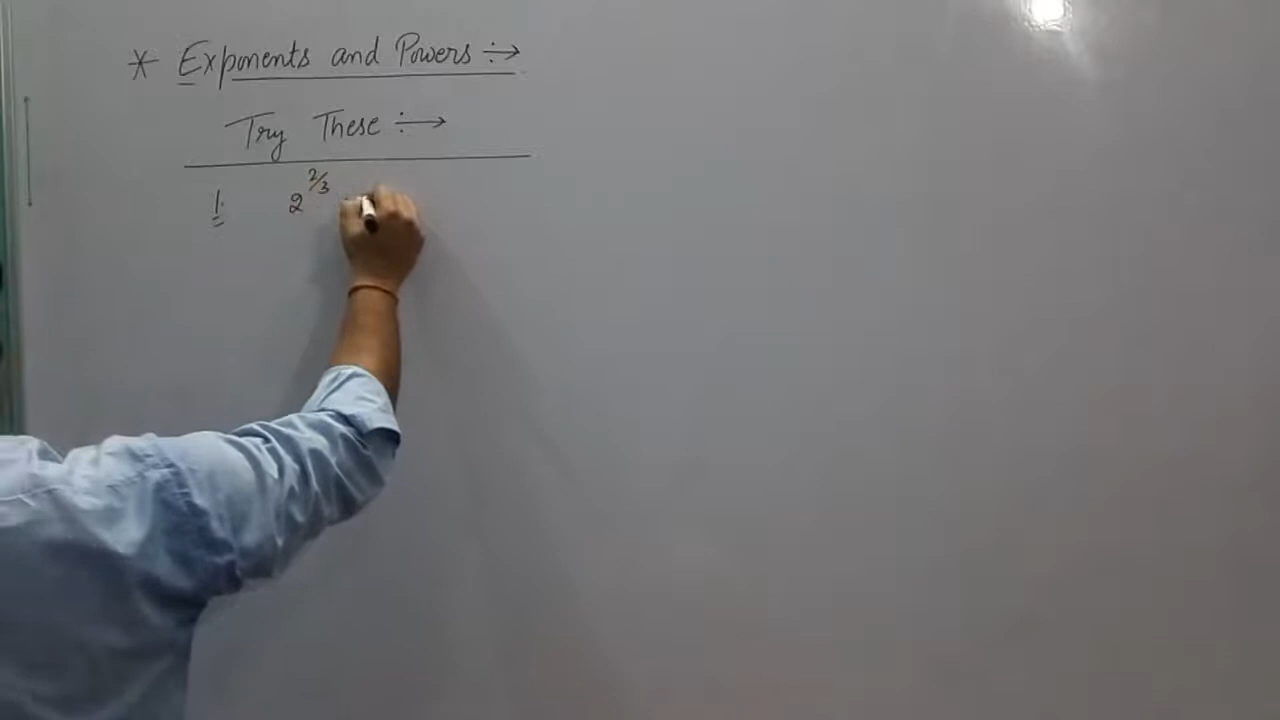 * Exponents and Powers :→
Try These :→
1. 2^2/3